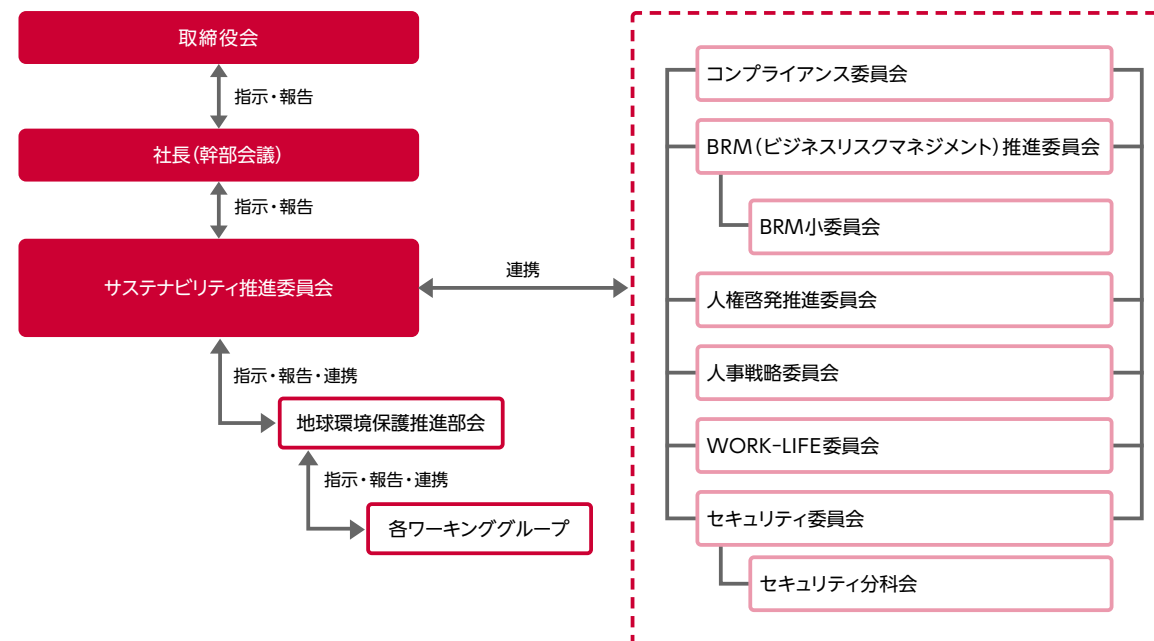 取締役会
指示・報告
社長(幹部会議)
指示・報告
サステナビリティ推進委員会
連携
指示・報告・連携
地球環境保護推進部会
指示・報告・連携
各ワーキンググループ
コンプライアンス委員会
BRM(ビジネスリスクマネジメント)推進委員会
BRM小委員会
人権啓発推進委員会
人事戦略委員会
WORK-LIFE委員会
セキュリティ委員会
セキュリティ分科会